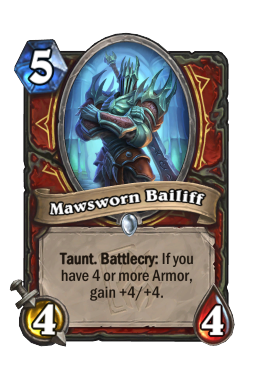 5
Mawsworn Bailiff
Taunt. Battlecry: If you
have 4 or more Armor,
gain +4/+4.
4 4